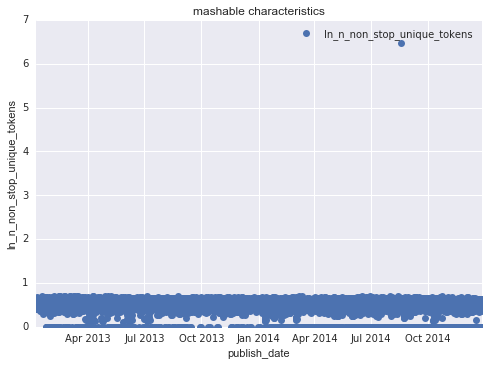 mashable characteristics
ln_n_non_stop_unique_tokens
7
6
5
4
3
2
1
0
ln_n_non_stop_unique_tokens
Apr 2013 Jul 2013 Oct 2013 Jan 2014 Apr 2014 Jul 2014 Oct 2014
publish_date